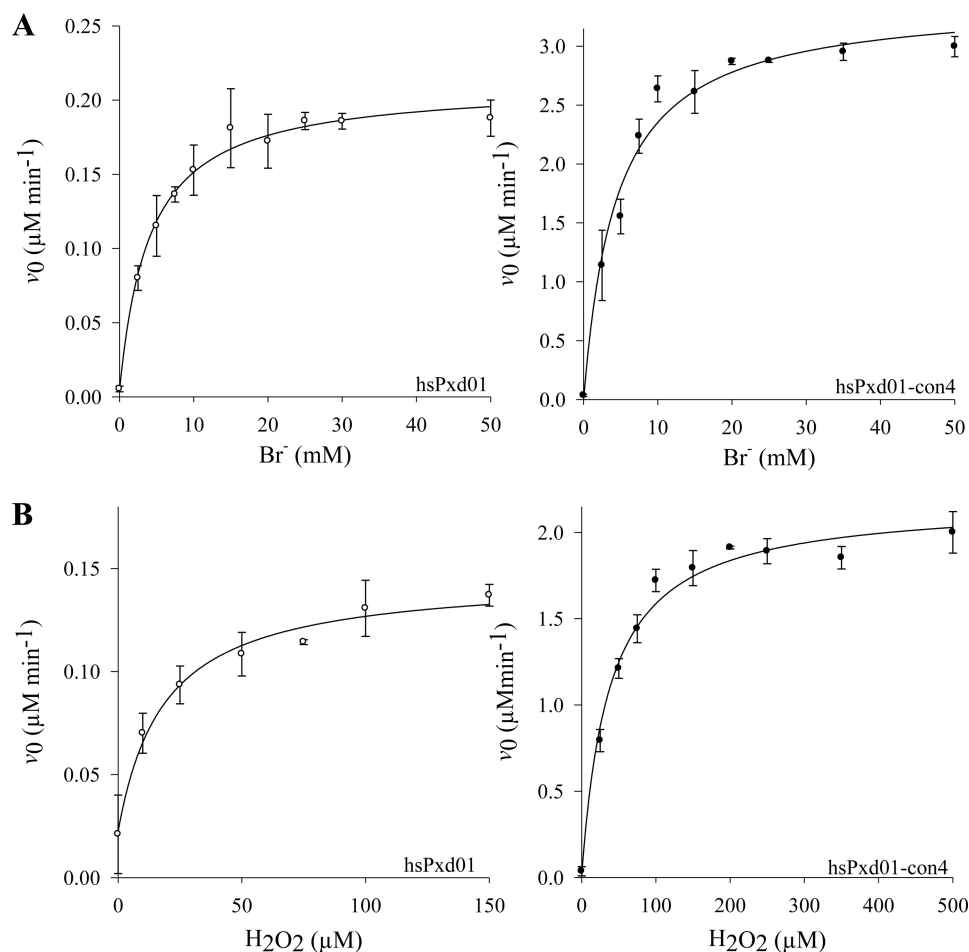 A
v0 (µM min-1)
0.25
0.20
0.15
0.10
0.05
0.00
0 10 20 30 40 50
Br- (mM)
hsPxd01
v0 (µM min-1)
3.0
2.5
2.0
1.5
1.0
0.5
0.0
0 10 20 30 40 50
Br- (mM)
hsPxd01-con4
B
v0 (µM min-1)
0.15
0.10
0.05
0.00
0 50 100 150
H2O2 (µM)
hsPxd01
v0 (µMmin-1)
2.0
1.5
1.0
0.5
0.0
0 100 200 300 400 500
H2O2 (µM)
hsPxd01-con4